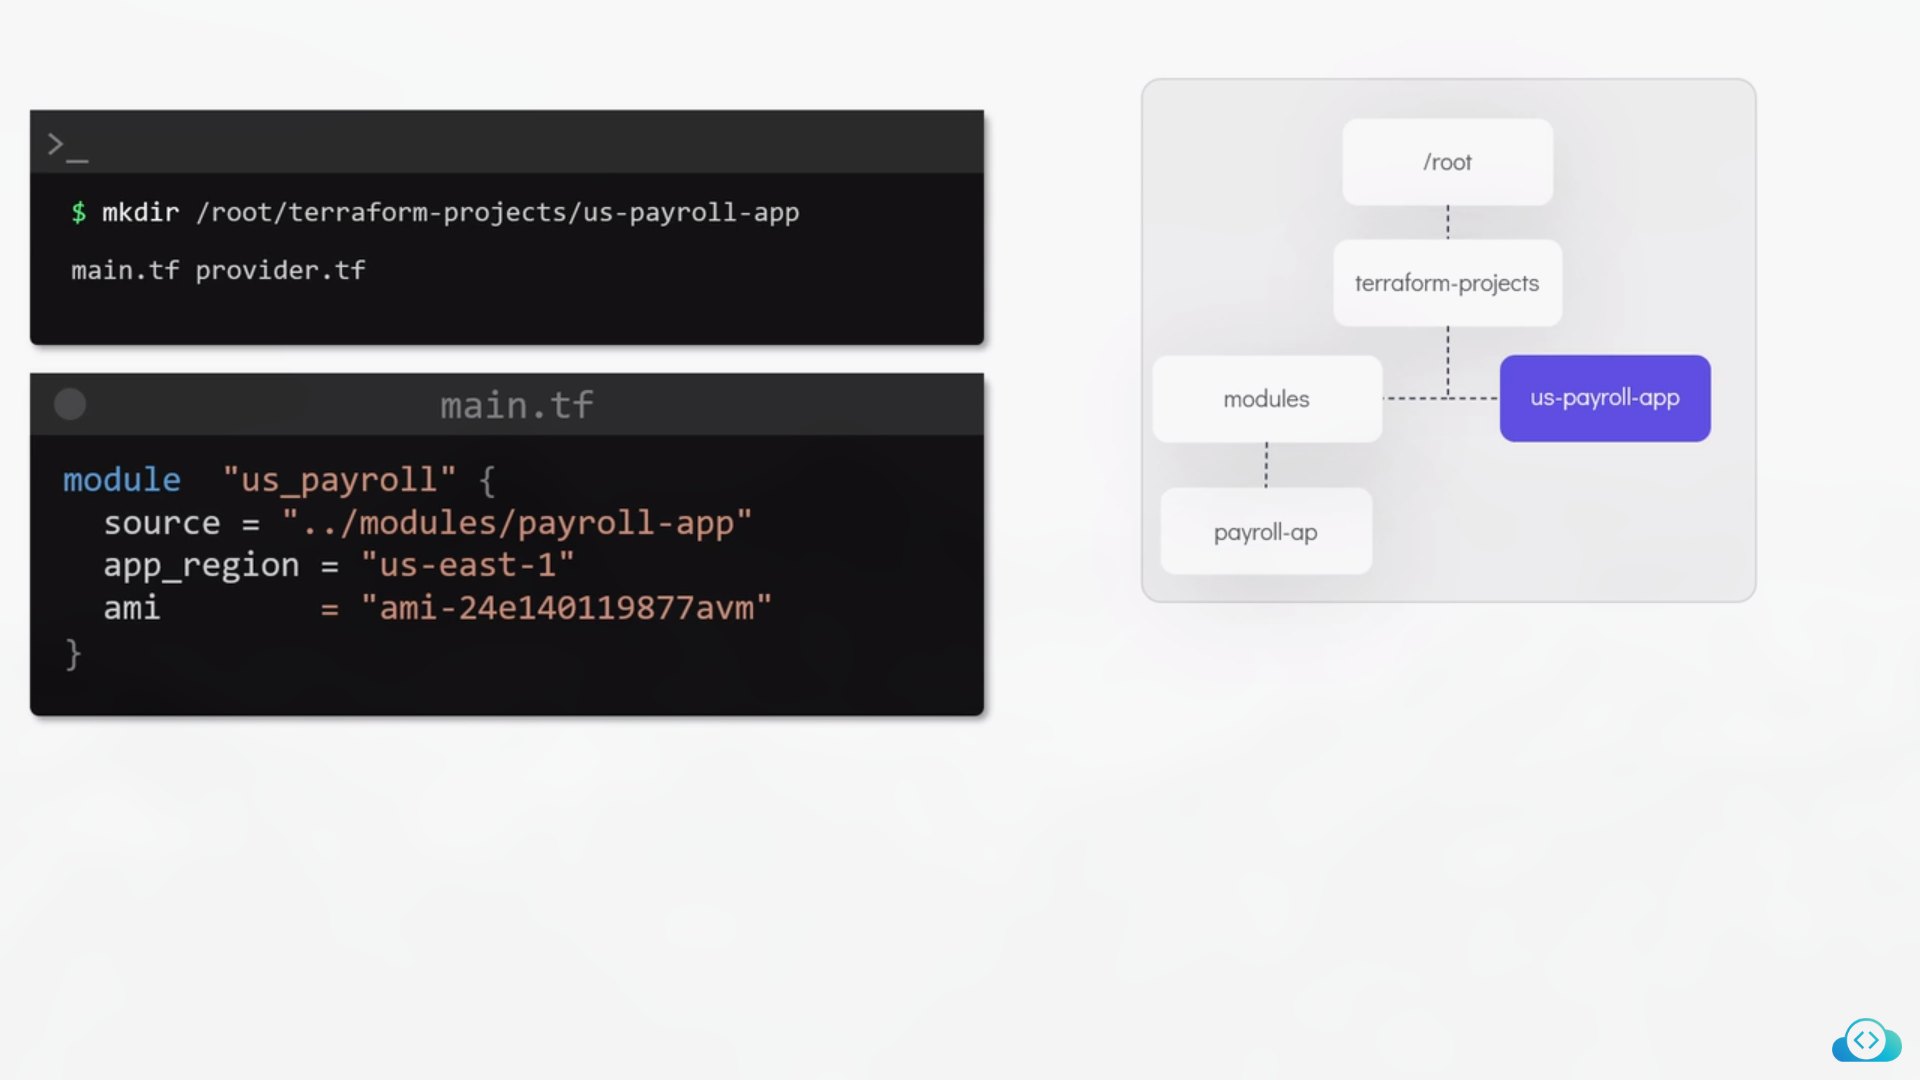 >_
$ mkdir /root/terraform-projects/us-payroll-app
main.tf provider.tf
main.tf
module "us_payroll" {
source = "../modules/payroll-app"
app_region = "us-east-1"
ami = "ami-24e140119877avm"
}
/root
terraform-projects
modules
us-payroll-app
payroll-ap